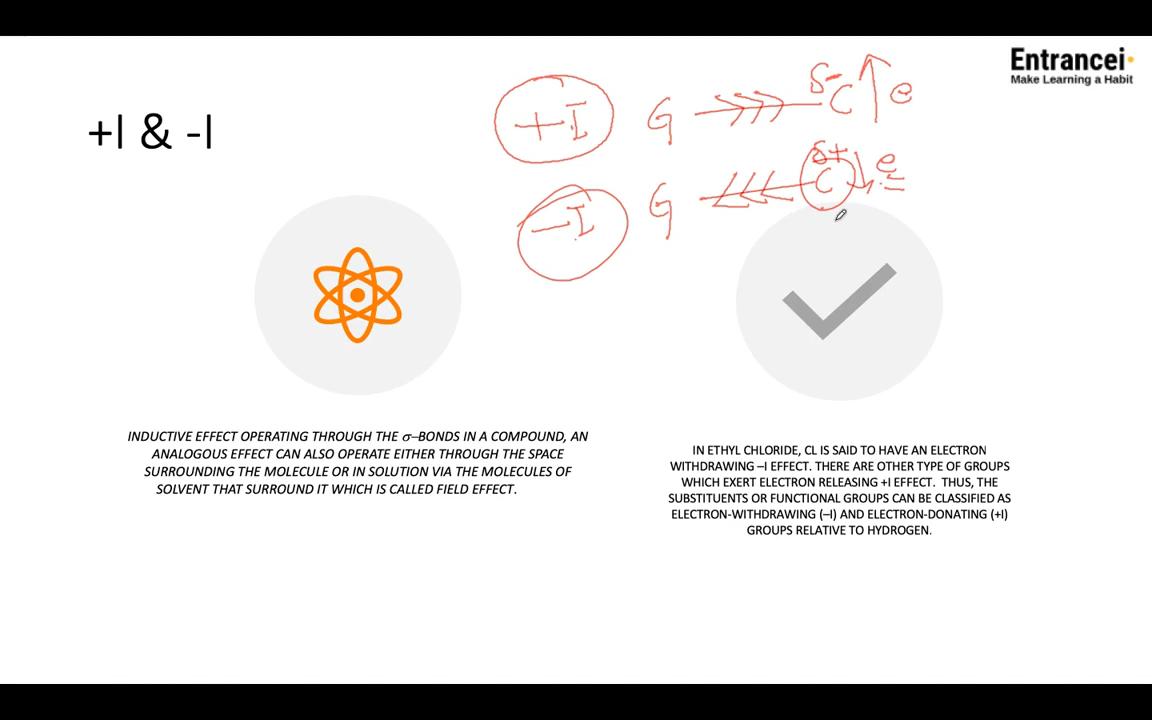 Entrancei
Make Learning a Habit
+I & -I
+I G C δ- e
-I G C δ+ e
INDUCTIVE EFFECT OPERATING THROUGH THE σ–BONDS IN A COMPOUND, AN
ANALOGOUS EFFECT CAN ALSO OPERATE EITHER THROUGH THE SPACE
SURROUNDING THE MOLECULE OR IN SOLUTION VIA THE MOLECULES OF
SOLVENT THAT SURROUND IT WHICH IS CALLED FIELD EFFECT.
IN ETHYL CHLORIDE, CL IS SAID TO HAVE AN ELECTRON
WITHDRAWING –I EFFECT. THERE ARE OTHER TYPE OF GROUPS
WHICH EXERT ELECTRON RELEASING +I EFFECT. THUS, THE
SUBSTITUENTS OR FUNCTIONAL GROUPS CAN BE CLASSIFIED AS
ELECTRON-WITHDRAWING (–I) AND ELECTRON-DONATING (+I)
GROUPS RELATIVE TO HYDROGEN.